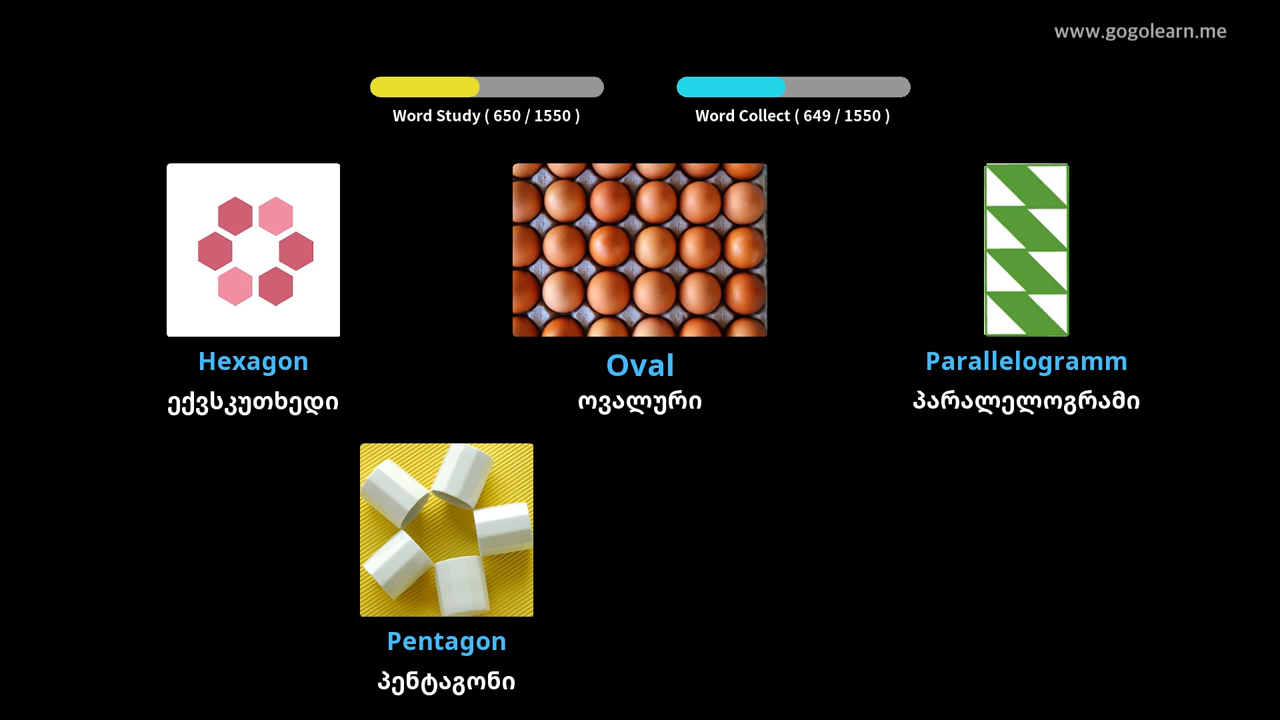 www.gogolearn.me
Word Study ( 650 / 1550 )
Word Collect ( 649 / 1550 )
Hexagon
ექვსკუთხედი
Oval
ოვალური
Parallelogramm
პარალელოგრამი
Pentagon
პენტაგონი